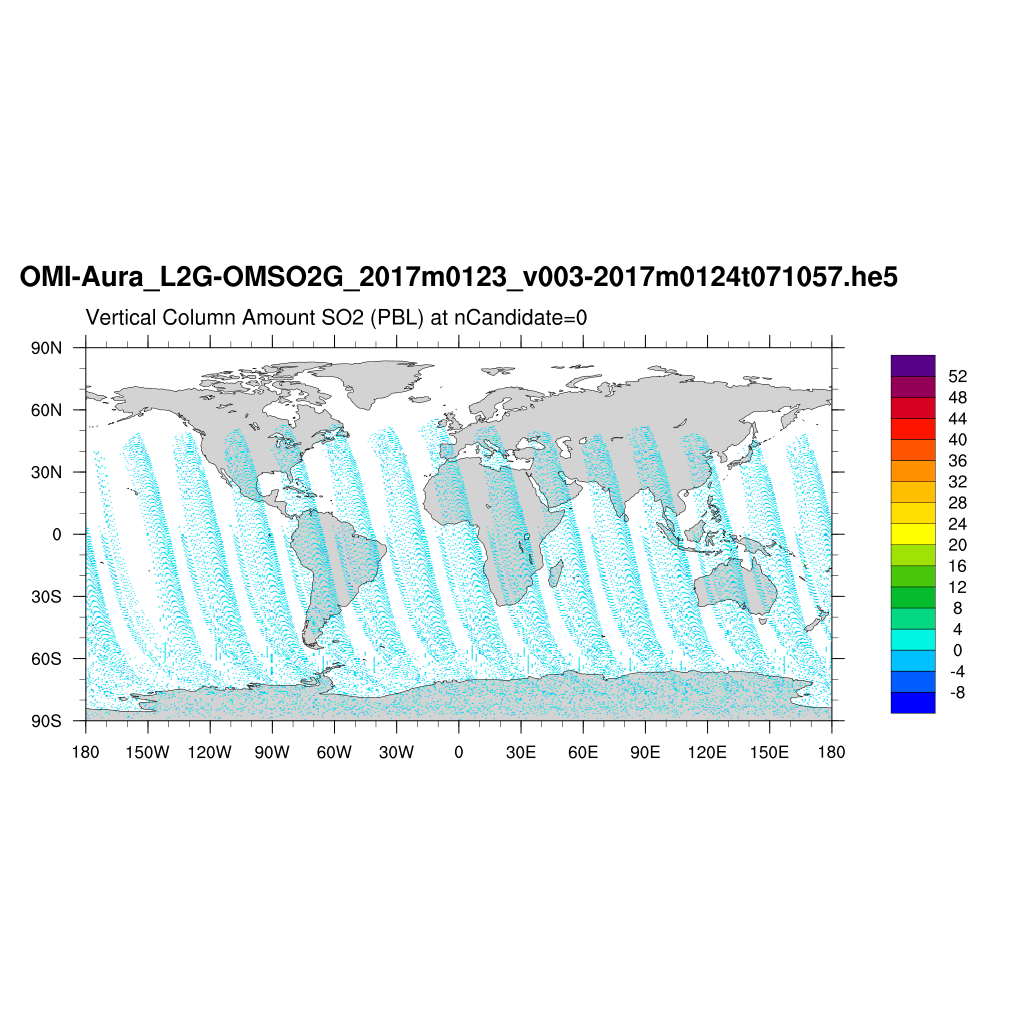 OMI-Aura_L2G-OMSO2G_2017m0123_v003-2017m0124t071057.he5
Vertical Column Amount SO2 (PBL) at nCandidate=0
90N
60N
30N
0
30S
60S
90S
180 150W 120W 90W 60W 30W 0 30E 60E 90E 120E 150E 180
52
48
44
40
36
32
28
24
20
16
12
8
4
0
-4
-8